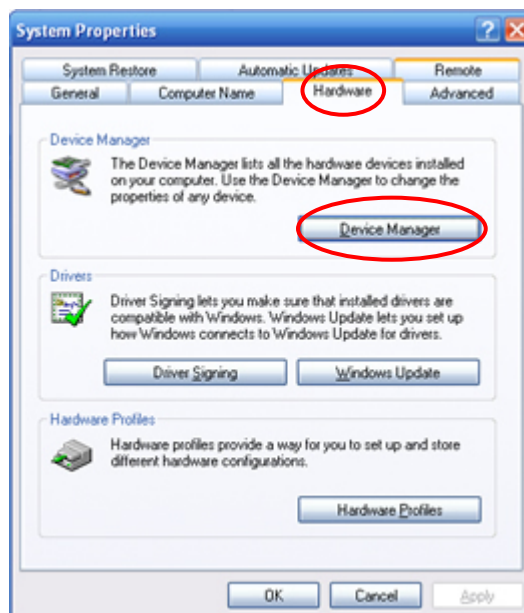 System Properties
System Restore Automatic Updates Remote
General Computer Name Hardware Advanced
Device Manager
The Device Manager lists all the hardware devices installed
on your computer. Use the Device Manager to change the
properties of any device.
Device Manager
Drivers
Driver Signing lets you make sure that installed drivers are
compatible with Windows. Windows Update lets you set up
how Windows connects to Windows Update for drivers.
Driver Signing Windows Update
Hardware Profiles
Hardware profiles provide a way for you to set up and store
different hardware configurations.
Hardware Profiles
OK Cancel Apply